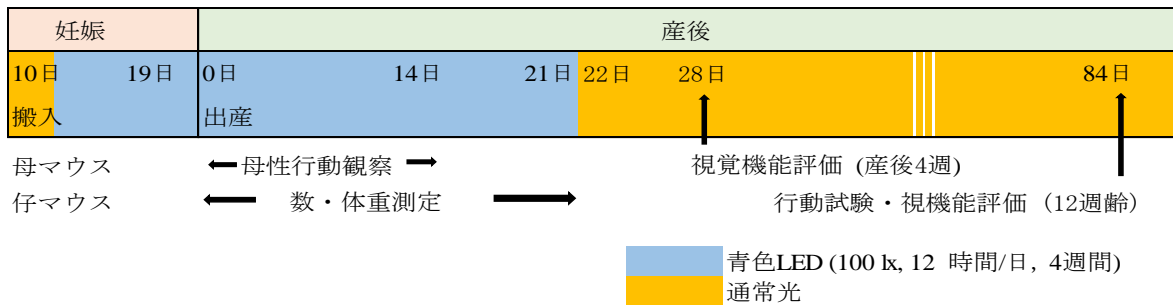 妊娠 産後
10日 19日 0日 14日 21日 22日 28日 84日
搬入 出産
母マウス 母性行動観察 視覚機能評価 (産後4週)
仔マウス 数・体重測定 行動試験・視機能評価（12週齢）
青色LED (100 lx, 12 時間/日, 4週間)
通常光